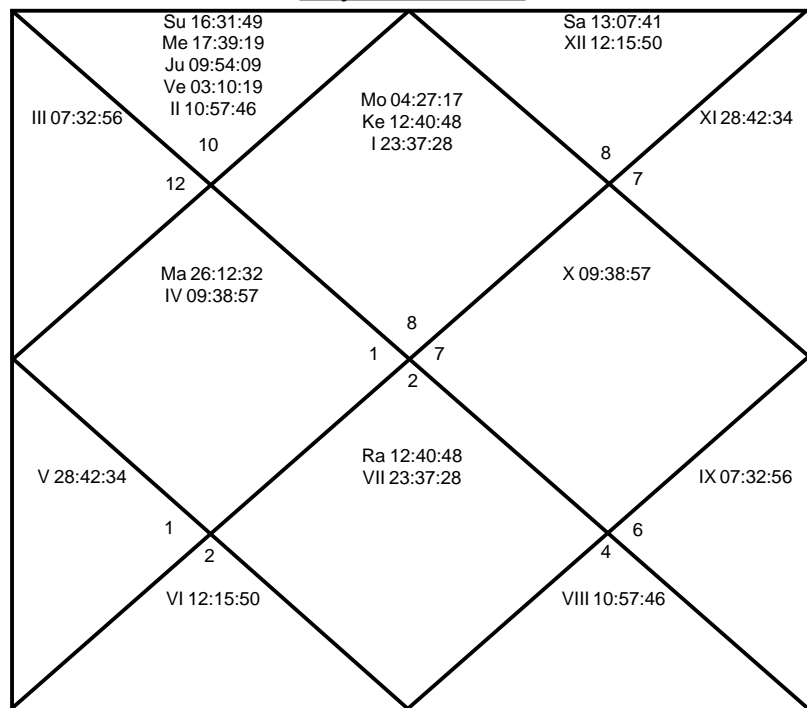 Su 16:31:49
Me 17:39:19
Ju 09:54:09
Ve 03:10:19
II 10:57:46
Sa 13:07:41
XII 12:15:50
Mo 04:27:17
Ke 12:40:48
I 23:37:28
III 07:32:56
XI 28:42:34
10
8
12
7
Ma 26:12:32
IV 09:38:57
X 09:38:57
8
1
7
2
Ra 12:40:48
VII 23:37:28
V 28:42:34
IX 07:32:56
1
6
2
4
VI 12:15:50
VIII 10:57:46